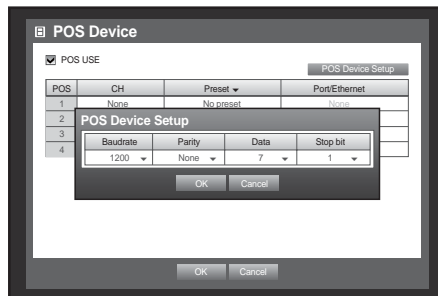 POS Device
POS USE
POS Device Setup
POS CH Preset Port/Ethernet
1 None No preset None
2
POS Device Setup
3
Baudrate Parity Data Stop bit
4
1200 None 7 1
OK Cancel
OK Cancel